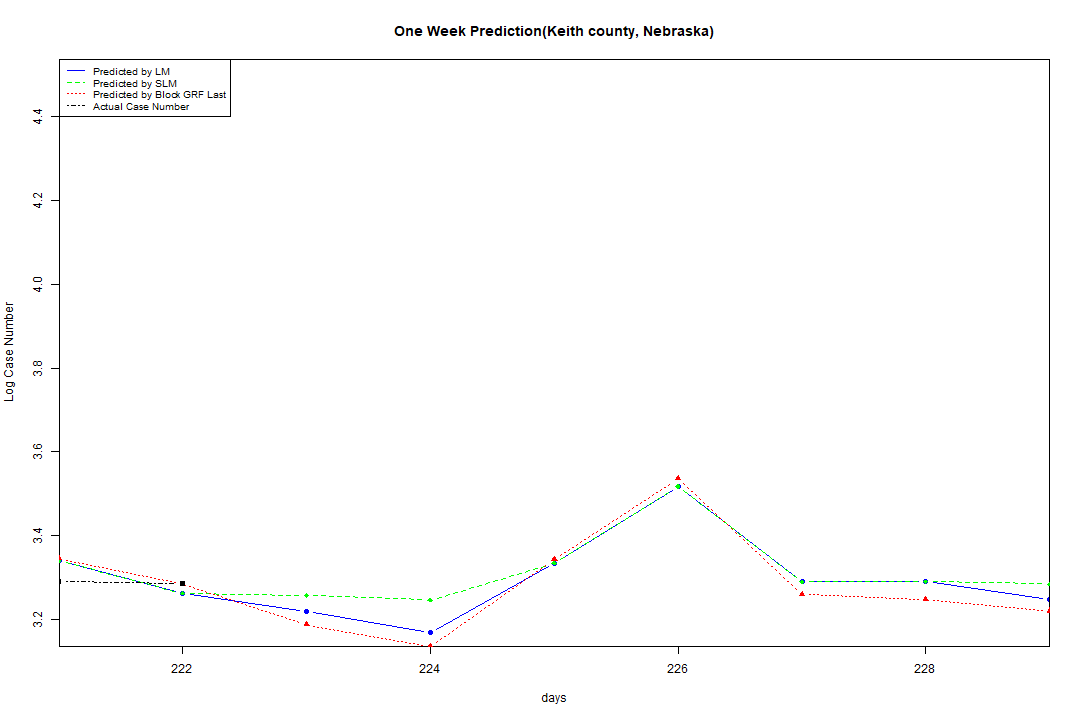 One Week Prediction(Keith county, Nebraska)
Predicted by LM
Predicted by SLM
Predicted by Block GRF Last
Actual Case Number
4.4
4.2
4.0
3.8
3.6
3.4
3.2
Log Case Number
222
224
226
228
days